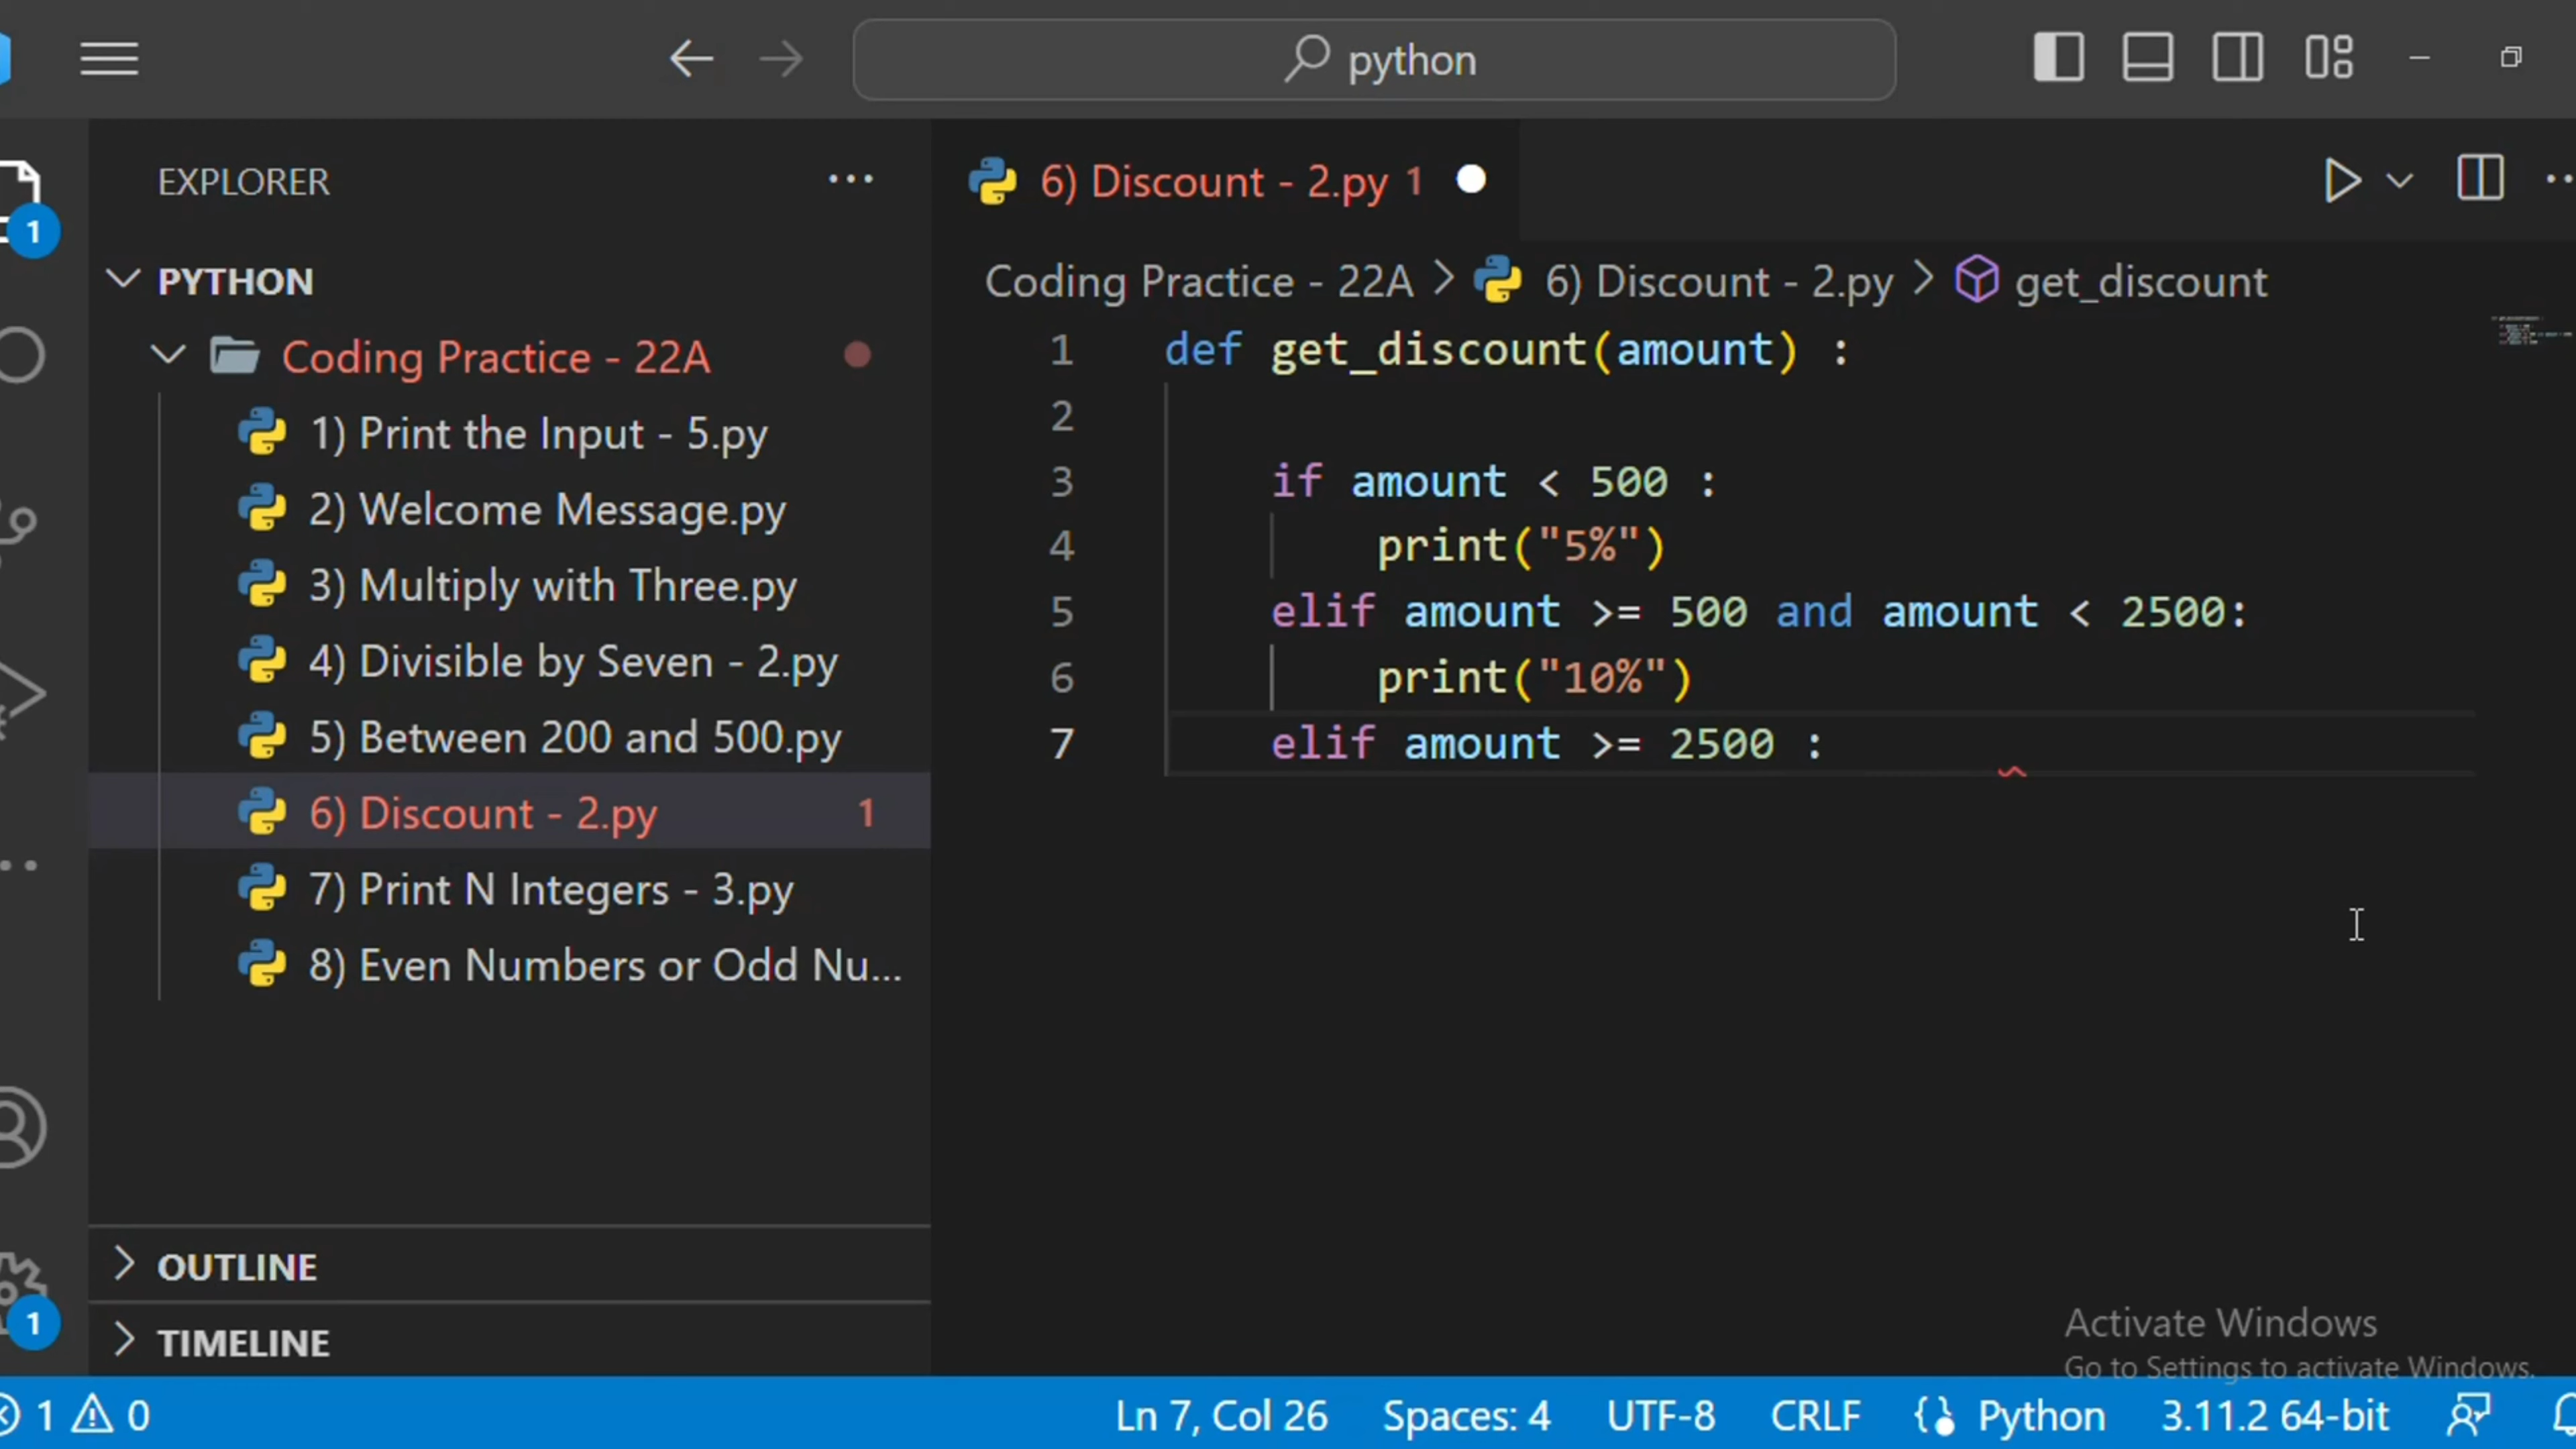 python
EXPLORER
6) Discount - 2.py 1
PYTHON
Coding Practice - 22A
1) Print the Input - 5.py
2) Welcome Message.py
3) Multiply with Three.py
4) Divisible by Seven - 2.py
5) Between 200 and 500.py
6) Discount - 2.py 1
7) Print N Integers - 3.py
8) Even Numbers or Odd Nu...
OUTLINE
TIMELINE
1
1
Coding Practice - 22A > 6) Discount - 2.py > get_discount
1 def get_discount(amount) :
2
3 if amount < 500 :
4 print("5%")
5 elif amount >= 500 and amount < 2500:
6 print("10%")
7 elif amount >= 2500 :
Activate Windows
Go to Settings to activate Windows.
1 0 Ln 7, Col 26 Spaces: 4 UTF-8 CRLF Python 3.11.2 64-bit